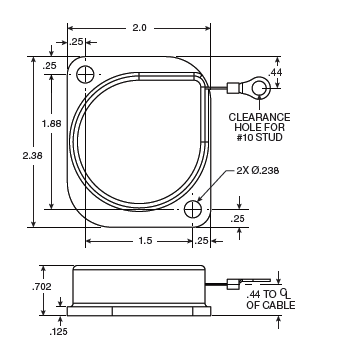 2.0
.25
.25
.44
CLEARANCE
HOLE FOR
#10 STUD
1.88
2.38
2X Ø.238
.25
1.5
.25
.702
.44 TO ℄
OF CABLE
.125